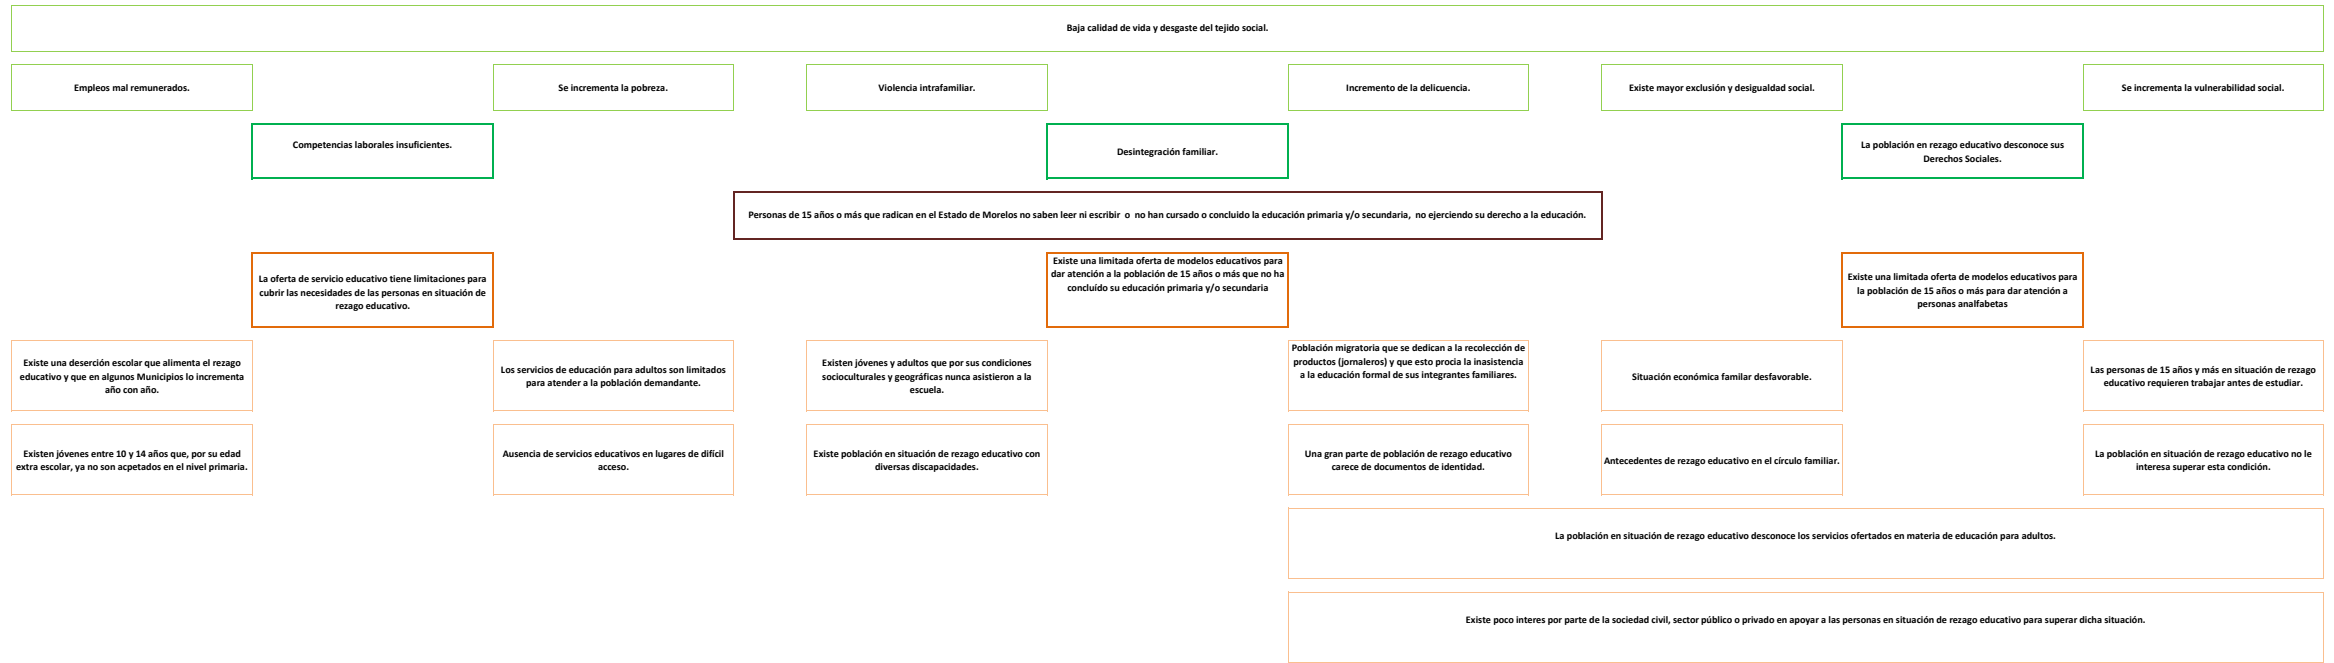 Baja calidad de vida y desgaste del tejido social.
Empleos mal remunerados.
Se incrementa la pobreza.
Violencia intrafamiliar.
Incremento de la delicuencia.
Existe mayor exclusión y desigualdad social.
Se incrementa la vulnerabilidad social.
Competencias laborales insuficientes.
Desintegración familiar.
La población en rezago educativo desconoce sus
Derechos Sociales.
Personas de 15 años o más que radican en el Estado de Morelos no saben leer ni escribir o no han cursado o concluido la educación primaria y/o secundaria, no ejerciendo su derecho a la educación.
La oferta de servicio educativo tiene limitaciones para
cubrir las necesidades de las personas en situación de
rezago educativo.
Existe una limitada oferta de modelos educativos para
dar atención a la población de 15 años o más que no ha
concluído su educación primaria y/o secundaria
Existe una limitada oferta de modelos educativos para
la población de 15 años o más para dar atención a
personas analfabetas
Existe una deserción escolar que alimenta el rezago
educativo y que en algunos Municipios lo incrementa
año con año.
Los servicios de educación para adultos son limitados
para atender a la población demandante.
Existen jóvenes y adultos que por sus condiciones
socioculturales y geográficas nunca asistieron a la
escuela.
Población migratoria que se dedican a la recolección de
productos (jornaleros) y que esto procia la inasistencia
a la educación formal de sus integrantes familiares.
Situación económica familar desfavorable.
Las personas de 15 años y más en situación de rezago
educativo requieren trabajar antes de estudiar.
Existen jóvenes entre 10 y 14 años que, por su edad
extra escolar, ya no son acpetados en el nivel primaria.
Ausencia de servicios educativos en lugares de difícil
acceso.
Existe población en situación de rezago educativo con
diversas discapacidades.
Una gran parte de población de rezago educativo
carece de documentos de identidad.
Antecedentes de rezago educativo en el círculo familiar.
La población en situación de rezago educativo no le
interesa superar esta condición.
La población en situación de rezago educativo desconoce los servicios ofertados en materia de educación para adultos.
Existe poco interes por parte de la sociedad civil, sector público o privado en apoyar a las personas en situación de rezago educativo para superar dicha situación.